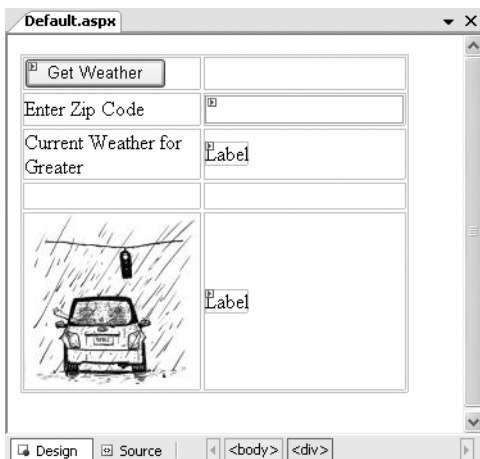 Default.aspx
Get Weather
Enter Zip Code
Current Weather for
Greater
Label
Label
Design
Source
<body>
<div>